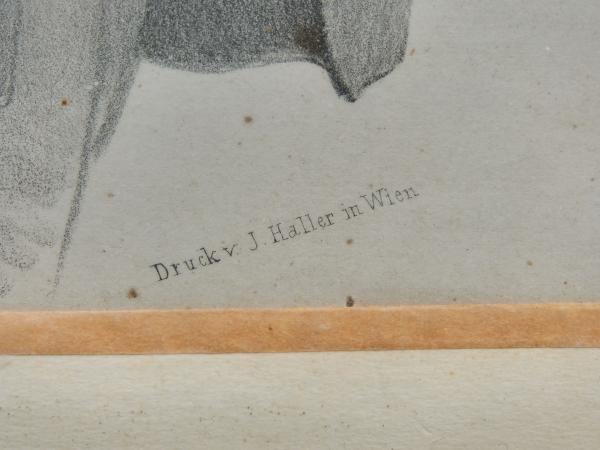 Druck v. J. Haller in Wien